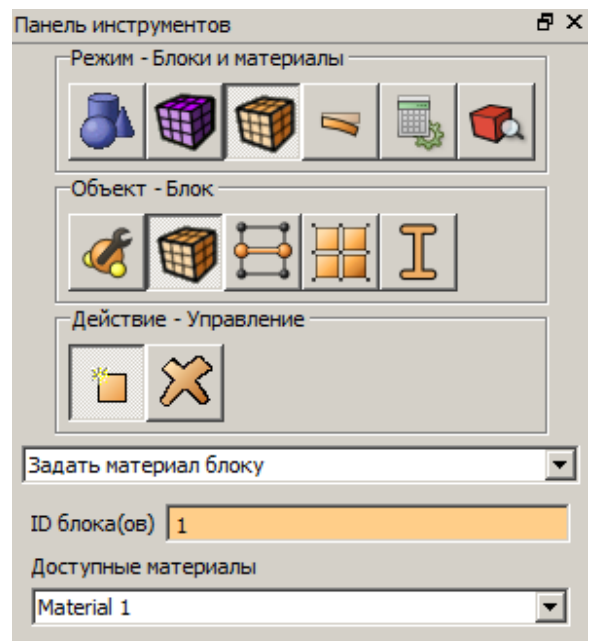 Панель инструментов
Режим - Блоки и материалы
Объект - Блок
Действие - Управление
Задать материал блоку
ID блока(ов) 1
Доступные материалы
Material 1